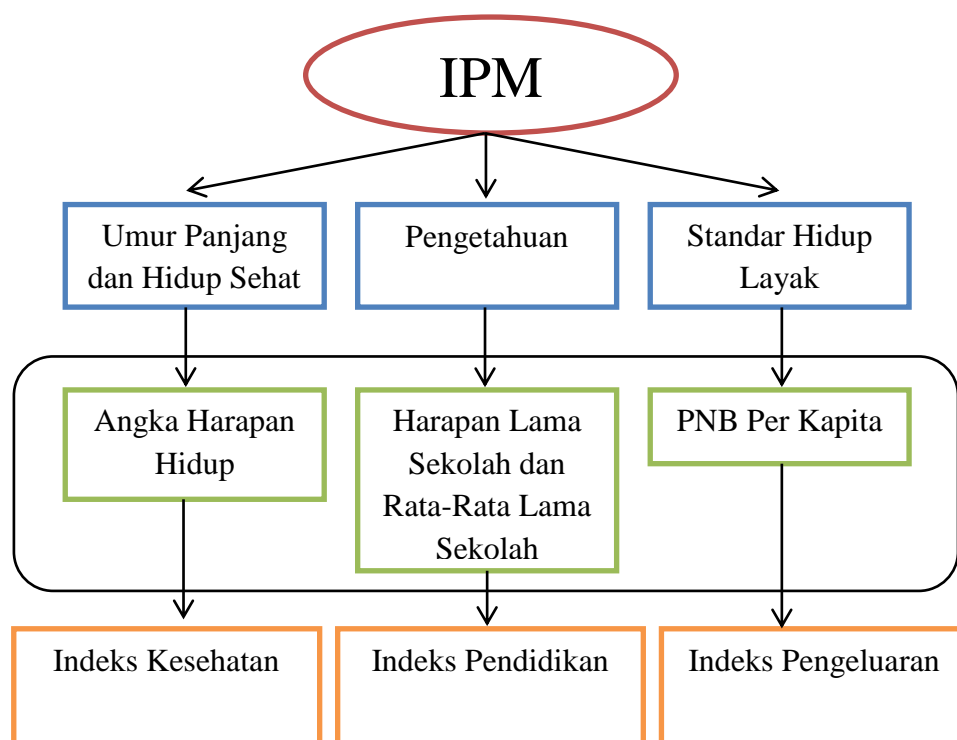 IPM
Umur Panjang
dan Hidup Sehat
Pengetahuan
Standar Hidup
Layak
Angka Harapan
Hidup
Harapan Lama
Sekolah dan
Rata-Rata Lama
Sekolah
PNB Per Kapita
Indeks Kesehatan
Indeks Pendidikan
Indeks Pengeluaran